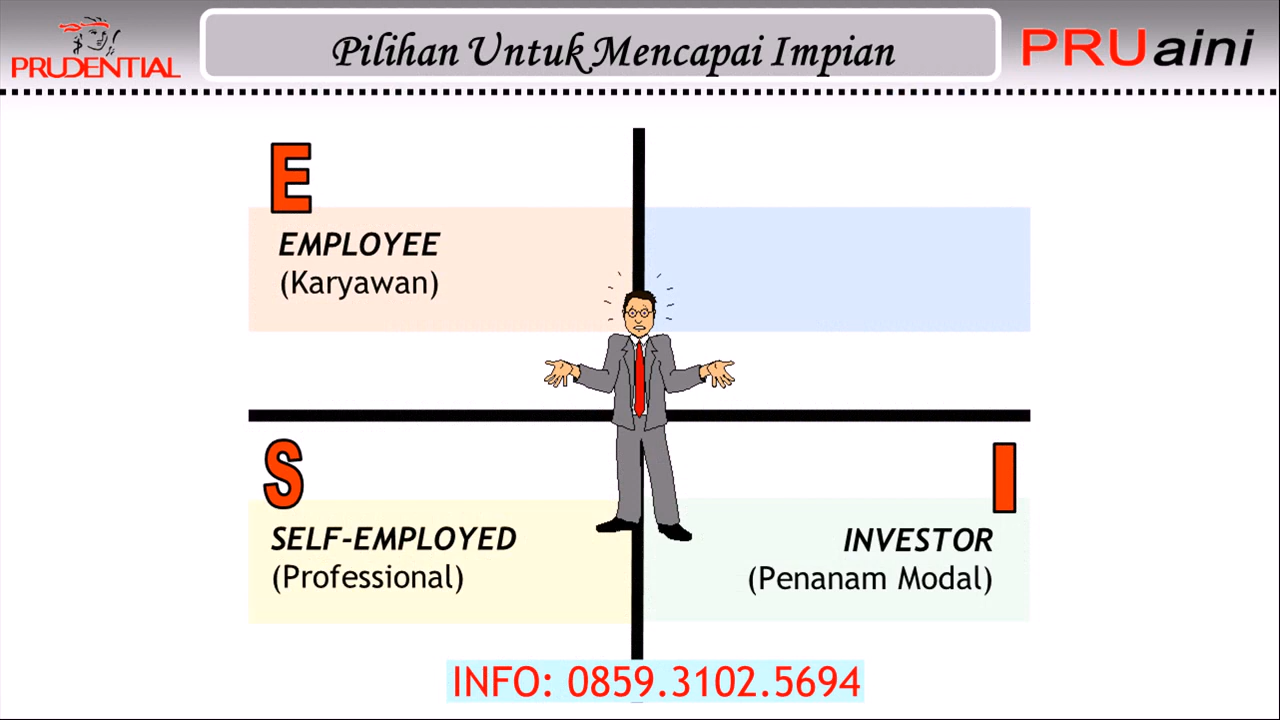 PRUDENTIAL
Pilihan Untuk Mencapai Impian
PRUaini
E
EMPLOYEE
(Karyawan)
S
SELF-EMPLOYED
(Professional)
I
INVESTOR
(Penanam Modal)
INFO: 0859.3102.5694